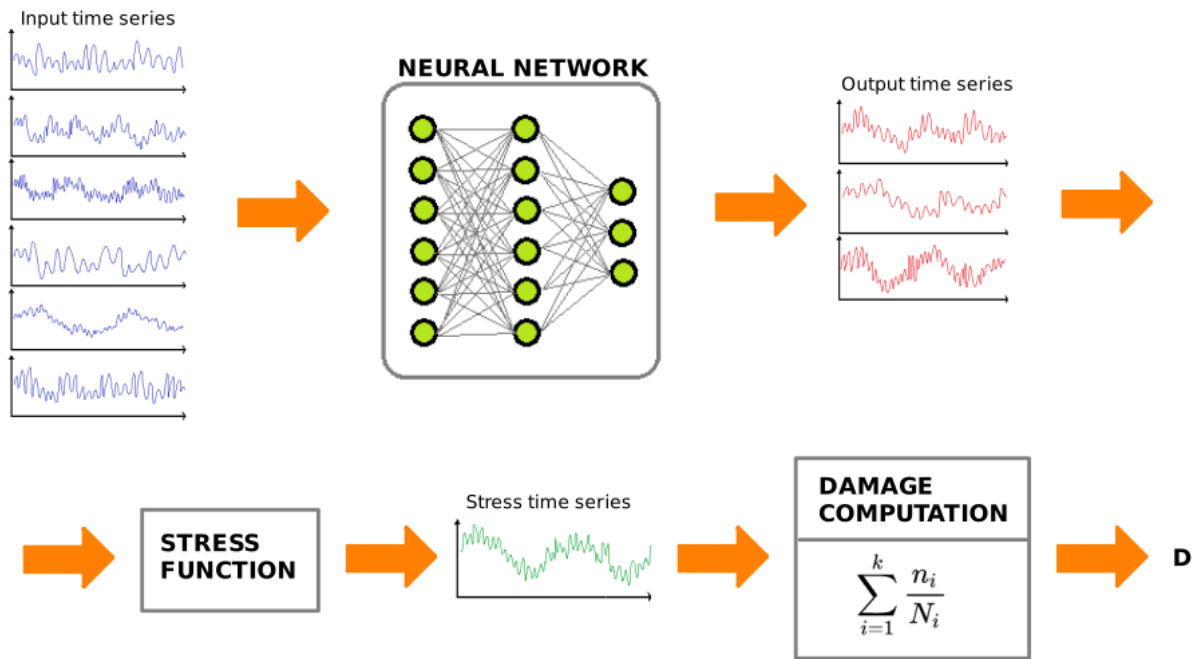 Input time series
NEURAL NETWORK
Output time series
STRESS
FUNCTION
Stress time series
DAMAGE
COMPUTATION
k
∑ n_i / N_i
i=1
D